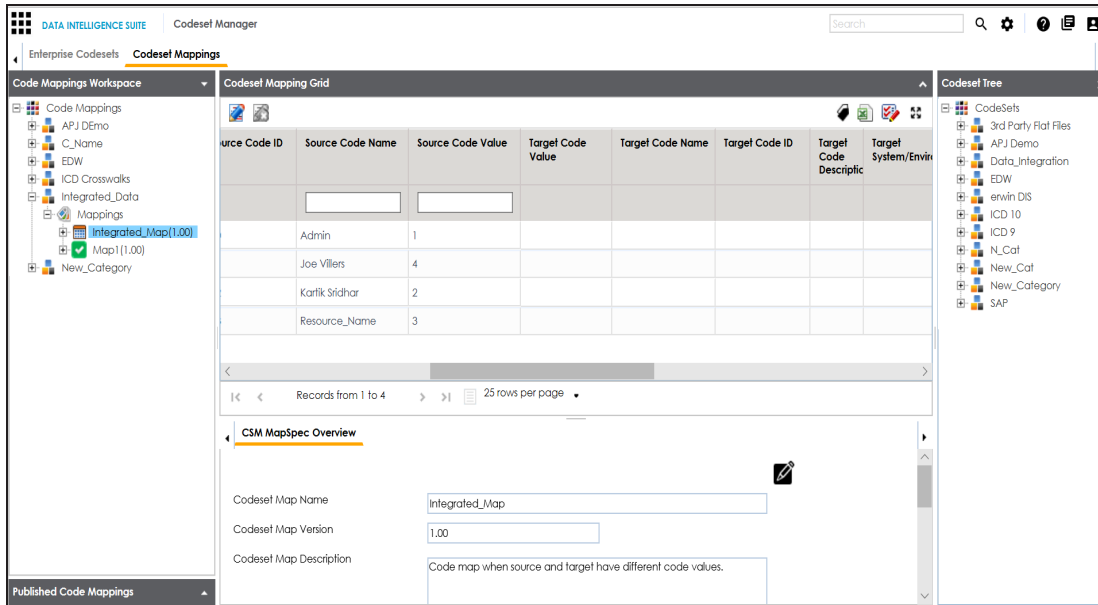 DATA INTELLIGENCE SUITE Codeset Manager Search
Enterprise Codesets Codeset Mappings
Code Mappings Workspace
Code Mappings
APJ DEmo
C_Name
EDW
ICD Crosswalks
Integrated_Data
Mappings
Integrated_Map(1.00)
Map1(1.00)
New_Category
Published Code Mappings
Codeset Mapping Grid
urce Code ID Source Code Name Source Code Value Target Code Value Target Code Name Target Code ID Target Code Descriptic Target System/Enviro
Admin 1
Joe Villers 4
Kartik Sridhar 2
Resource_Name 3
Records from 1 to 4 25 rows per page
CSM MapSpec Overview
Codeset Map Name Integrated_Map
Codeset Map Version 1.00
Codeset Map Description Code map when source and target have different code values.
Codeset Tree
CodeSets
3rd Party Flat Files
APJ Demo
Data_Integration
EDW
erwin DIS
ICD 10
ICD 9
N_Cat
New_Cat
New_Category
SAP